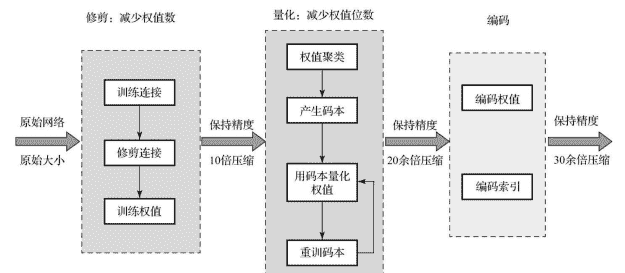 修剪：减少权值数
量化：减少权值位数
编码
原始网络
原始大小
训练连接
修剪连接
训练权值
保持精度
10倍压缩
权值聚类
产生码本
用码本量化
权值
重训码本
保持精度
20余倍压缩
编码权值
编码索引
保持精度
30余倍压缩